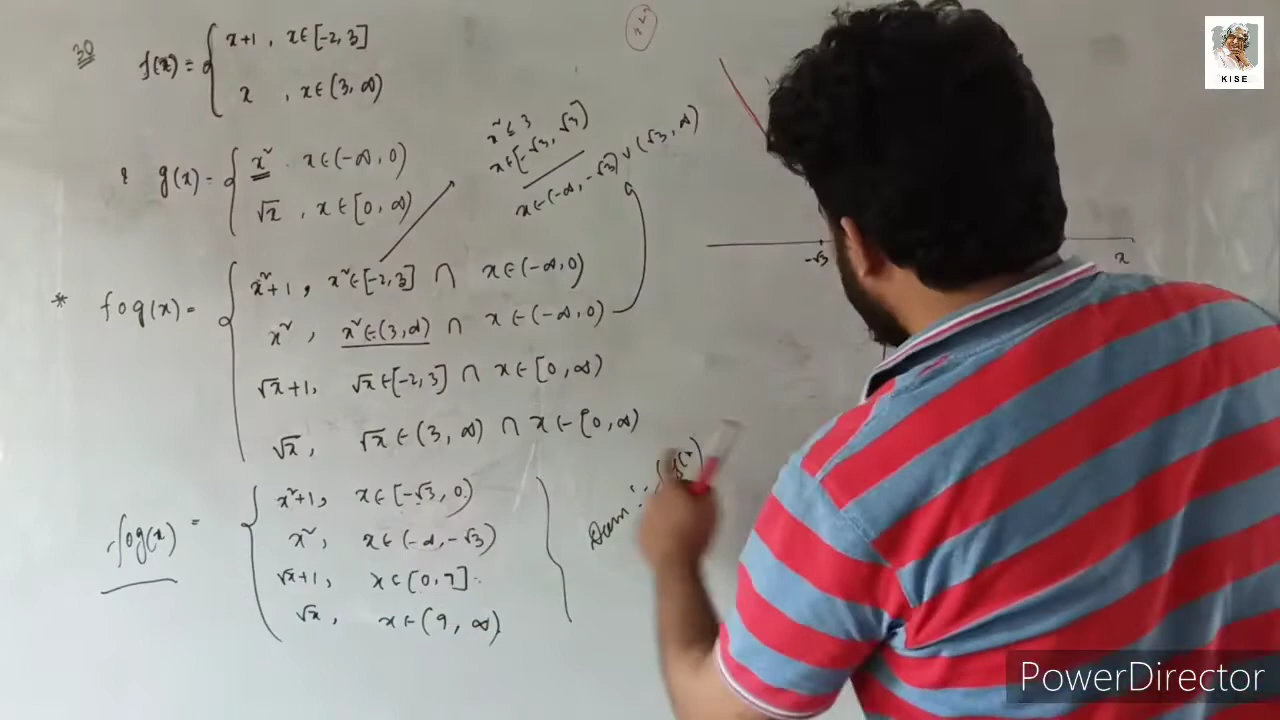 30 f(x) = { x+1, x∈[-2,3]
x, x∈(3,∞)
& g(x) = { x², x∈(-∞,0)
√x, x∈[0,∞)
x² ≤ 3
x∈[-√3, √3]
x∈(-∞,-√3) ∪ (√3,∞)
* fog(x) = { x²+1, x²∈[-2,3] ∩ x∈(-∞,0)
x², x²∈(3,∞) ∩ x∈(-∞,0)
√x+1, √x∈[-2,3] ∩ x∈[0,∞)
√x, √x∈(3,∞) ∩ x∈[0,∞)
fog(x) = { x²+1, x∈[-√3,0)
x², x∈(-∞,-√3)
√x+1, x∈[0,9]
√x, x∈(9,∞)
-√3
x
KISE
PowerDirector